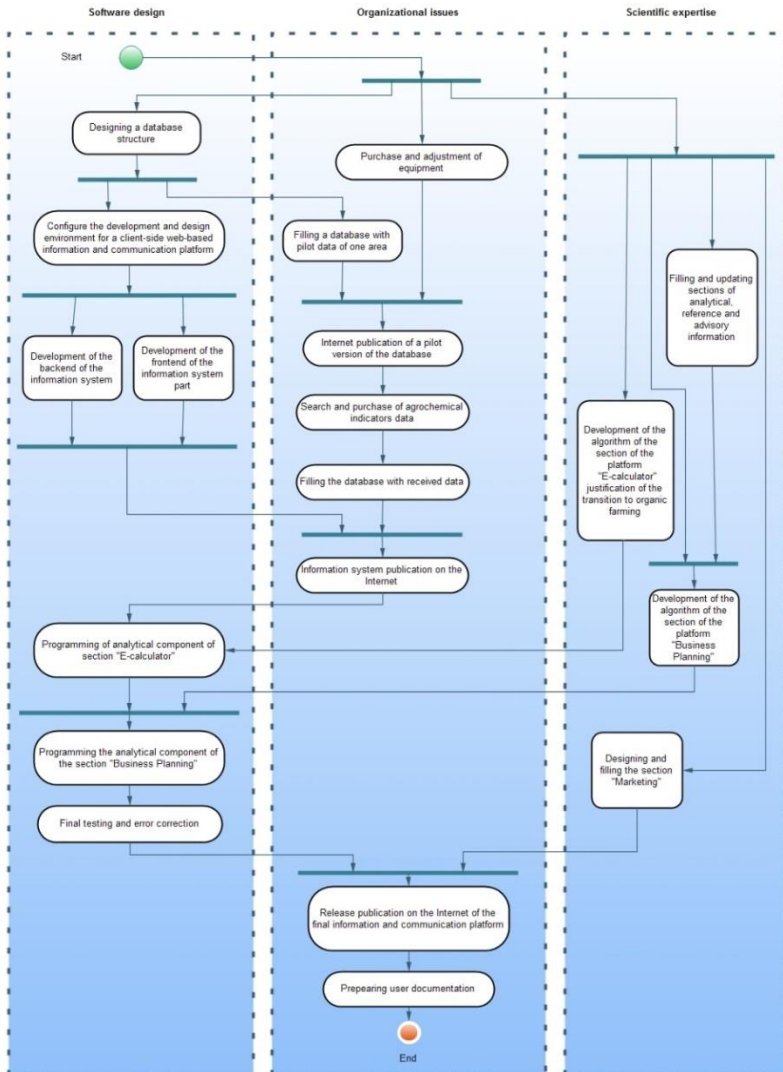 Software design
Organizational issues
Scientific expertise
Start
Designing a database
structure
Purchase and adjustment of
equipment
Configure the development and design
environment for a client-side web-based
information and communication platform
Filling a database with
pilot data of one area
Filling and updating
sections of
analytical,
reference and
advisory
information
Development of the
backend of the
information system
Development of the
frontend of the
information system
part
Internet publication of a pilot
version of the database
Search and purchase of agrochemical
indicators data
Filling the database with received data
Development of the
algorithm of the
section of the
platform
"E-calculator"
justification of the
transition to organic
farming
Information system publication on the
Internet
Development of the
algorithm of the
section of the
platform
"Business
Planning"
Programming of analytical component of
section "E-calculator"
Programming the analytical component of
the section "Business Planning"
Designing and
filling the section
"Marketing"
Final testing and error correction
Release publication on the Internet of the
final information and communication platform
Prepearing user documentation
End